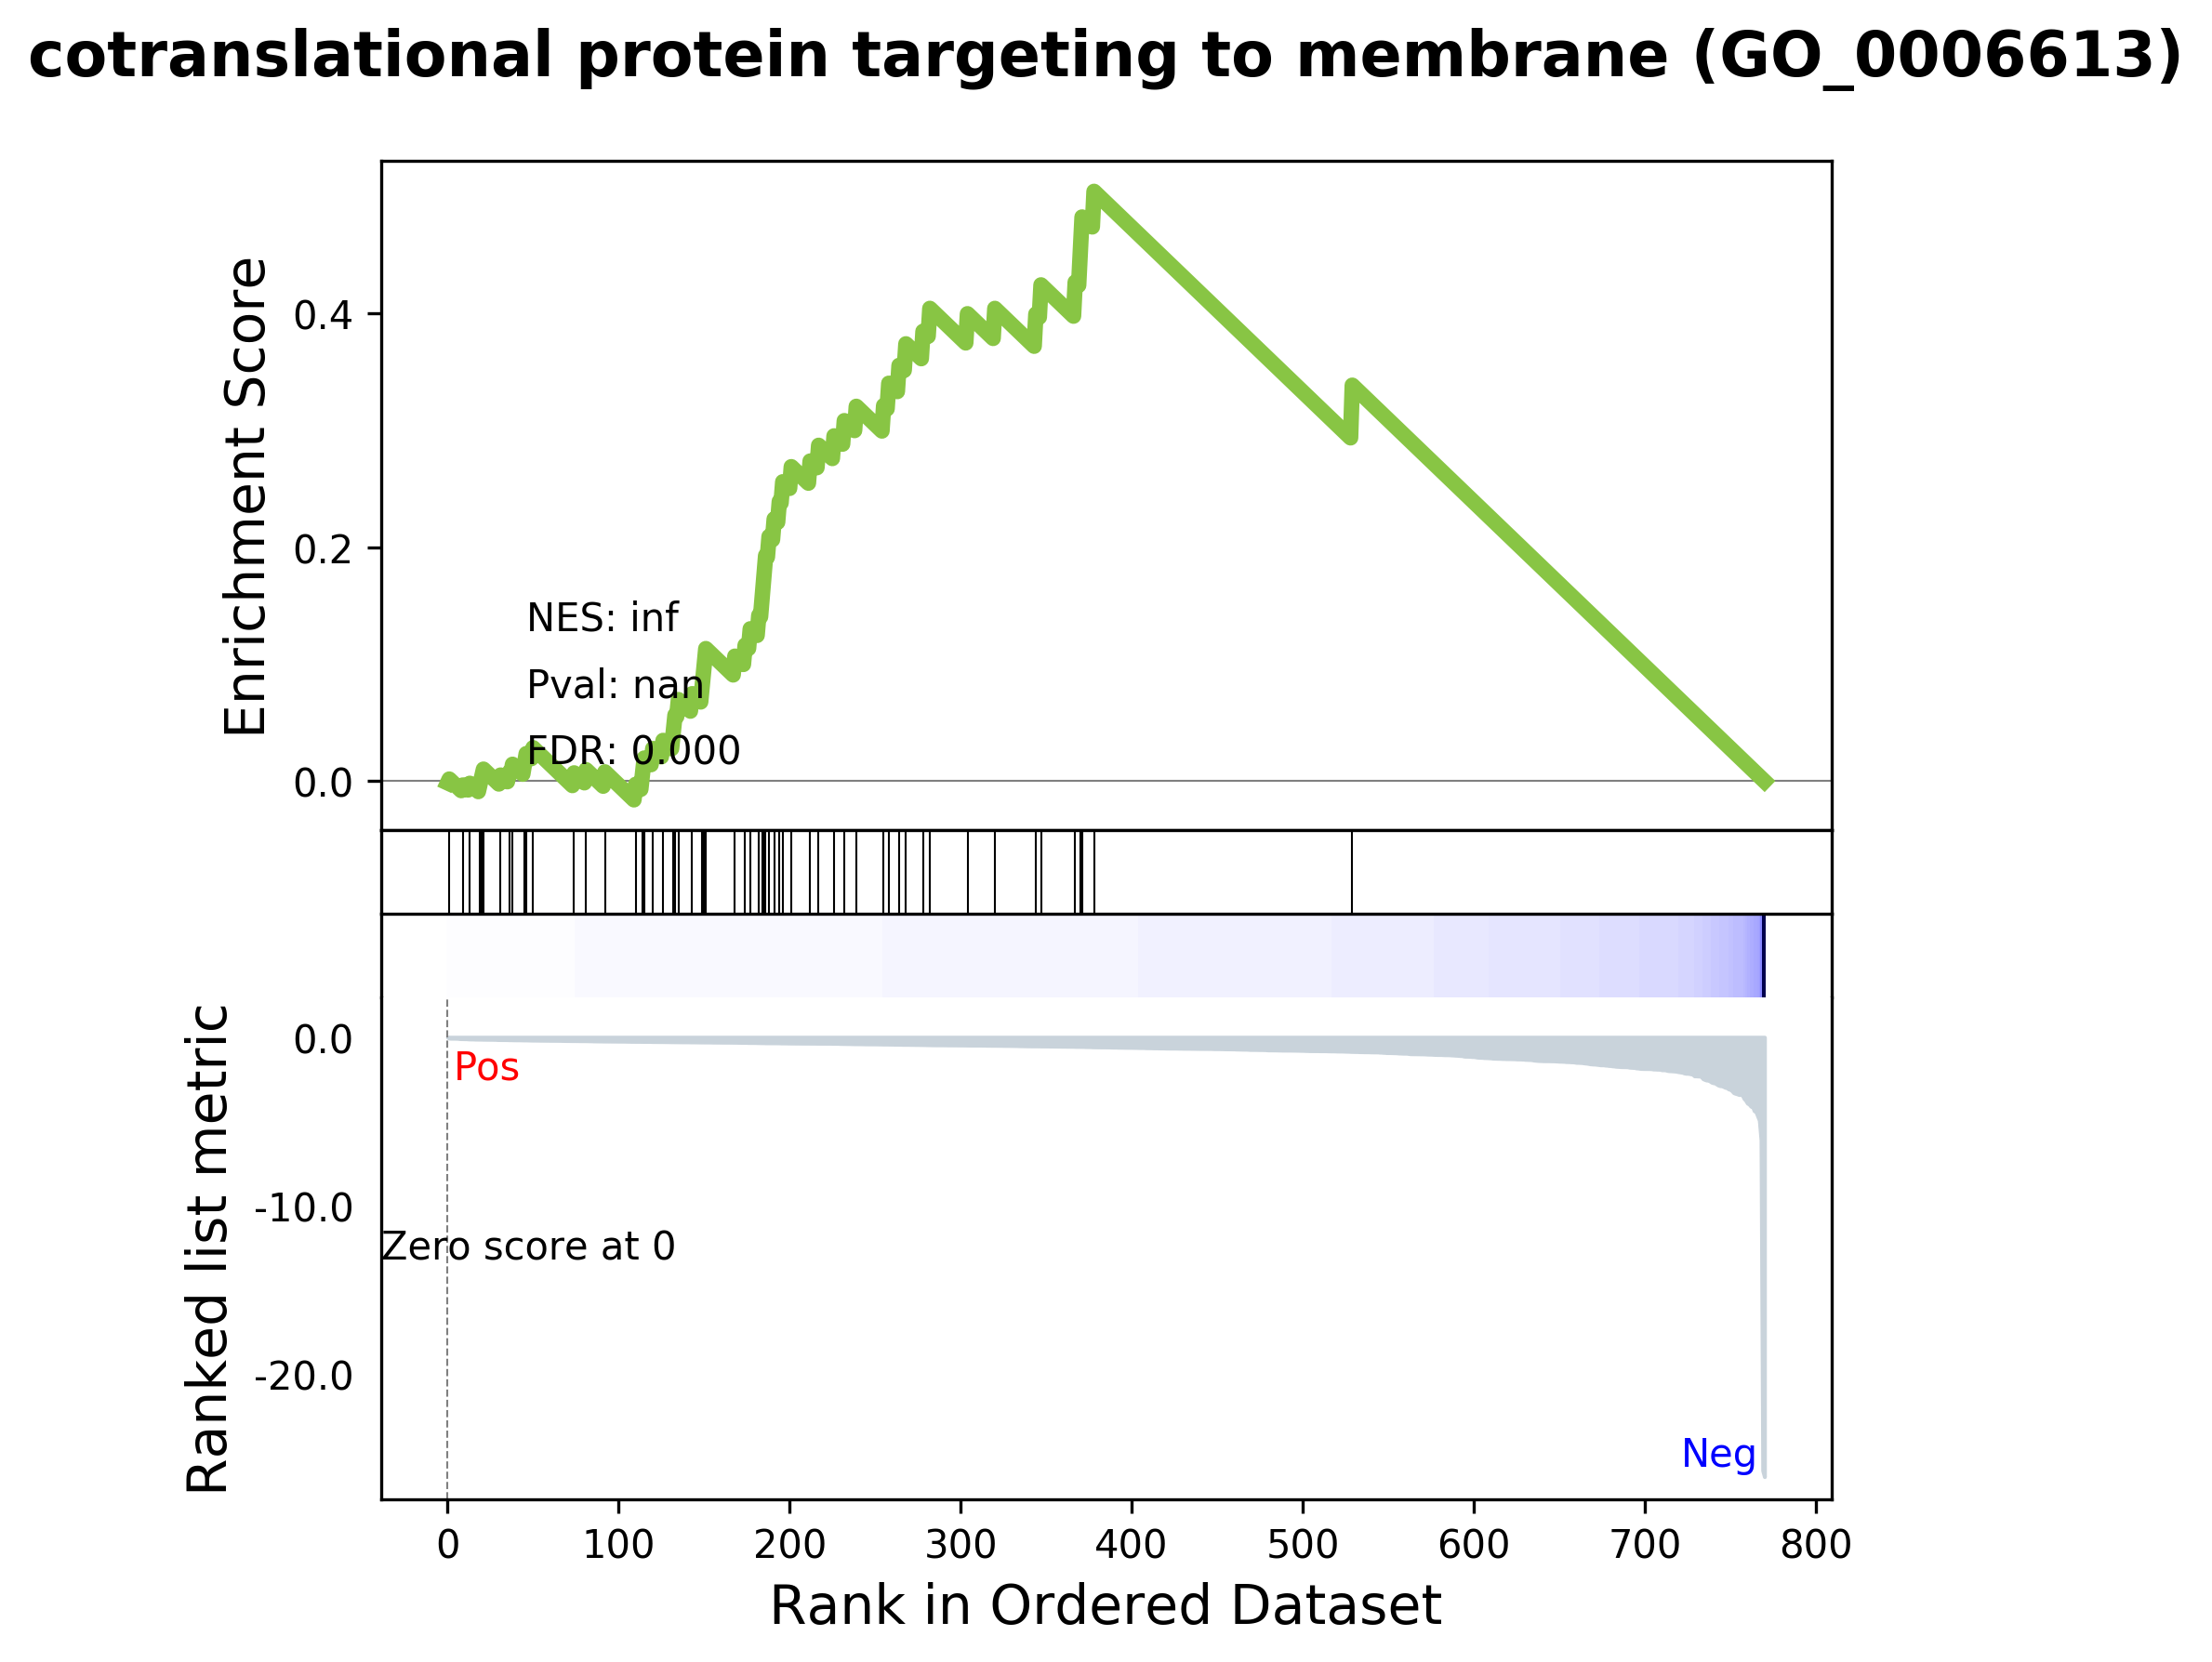 cotranslational protein targeting to membrane (GO_0006613)
Enrichment Score
0.4
0.2
0.0
NES: inf
Pval: nan
FDR: 0.000
Ranked list metric
0.0
-10.0
-20.0
Pos
Zero score at 0
Neg
0 100 200 300 400 500 600 700 800
Rank in Ordered Dataset